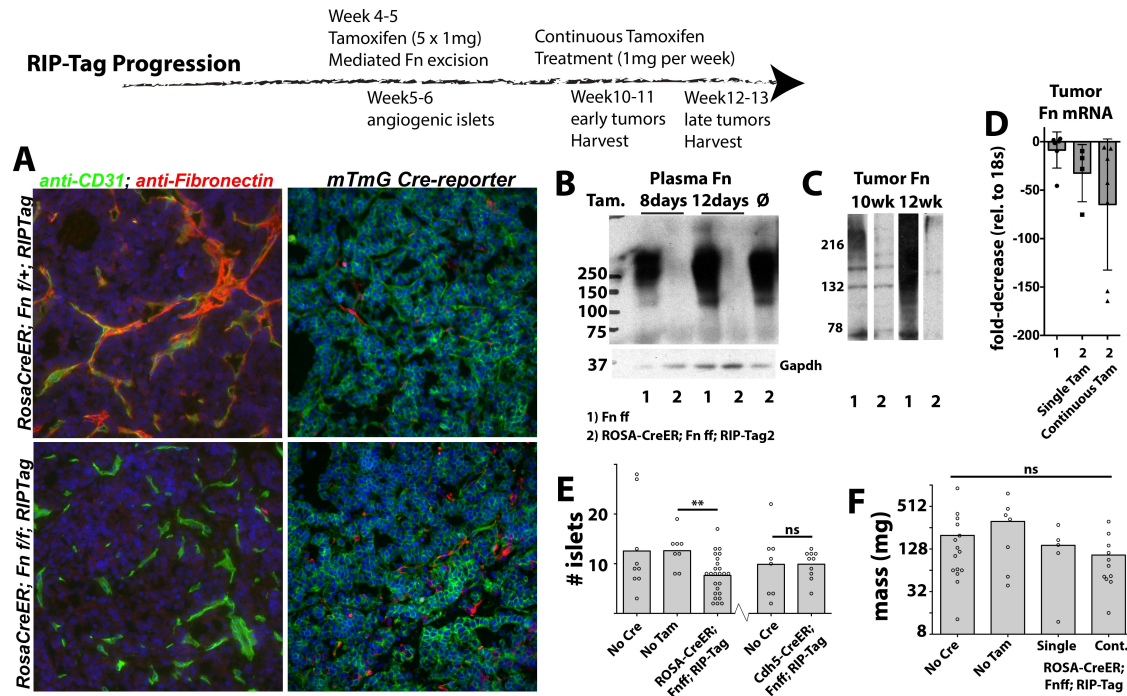 Week 4-5
Tamoxifen (5 x 1mg)
Mediated Fn excision
Continuous Tamoxifen
Treatment (1mg per week)
RIP-Tag Progression
Week5-6
angiogenic islets
Week10-11
early tumors
Harvest
Week12-13
late tumors
Harvest
A
anti-CD31; anti-Fibronectin
mTmG Cre-reporter
RosaCreER; Fn f/+; RIPTag
RosaCreER; Fn f/f; RIPTag
B
Plasma Fn
Tam. 8days 12days Ø
250
150
100
75
37
Gapdh
1 2 1 2 1 2
1) Fn ff
2) ROSA-CreER; Fn ff; RIP-Tag2
C
Tumor Fn
10wk 12wk
216
132
78
1 2 1 2
D
Tumor
Fn mRNA
fold-decrease (rel. to 18s)
0
-50
-100
-150
-200
1 2 2
Single Tam
Continuous Tam
E
# islets
20
10
**
ns
No Cre
No Tam
ROSA-CreER;
Fnff; RIP-Tag
No Cre
Cdh5-CreER;
Fnff; RIP-Tag
F
mass (mg)
ns
512
128
32
8
No Cre
No Tam
Single
Cont.
ROSA-CreER;
Fnff; RIP-Tag